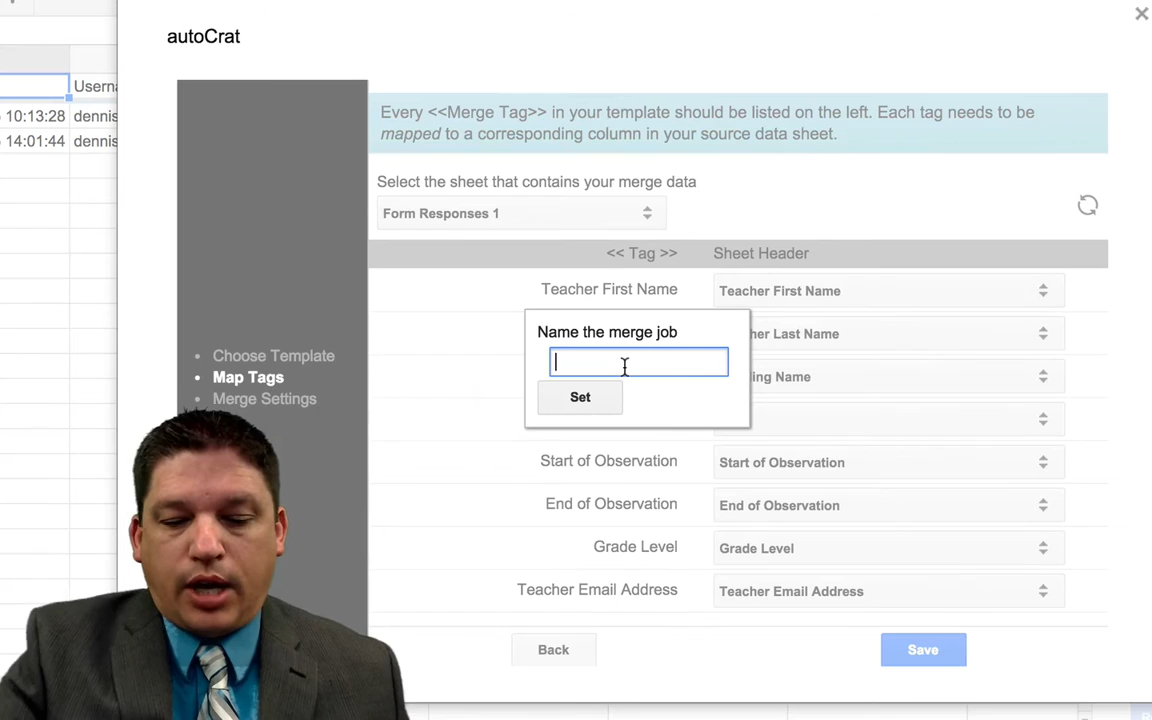 autoCrat
Userna
10:13:28 dennis
14:01:44 dennis
Every <<Merge Tag>> in your template should be listed on the left. Each tag needs to be
mapped to a corresponding column in your source data sheet.
Select the sheet that contains your merge data
Form Responses 1
<< Tag >> Sheet Header
Teacher First Name Teacher First Name
Name the merge job
her Last Name
ing Name
Set
• Choose Template
• Map Tags
• Merge Settings
Start of Observation Start of Observation
End of Observation End of Observation
Grade Level Grade Level
Teacher Email Address Teacher Email Address
Back Save